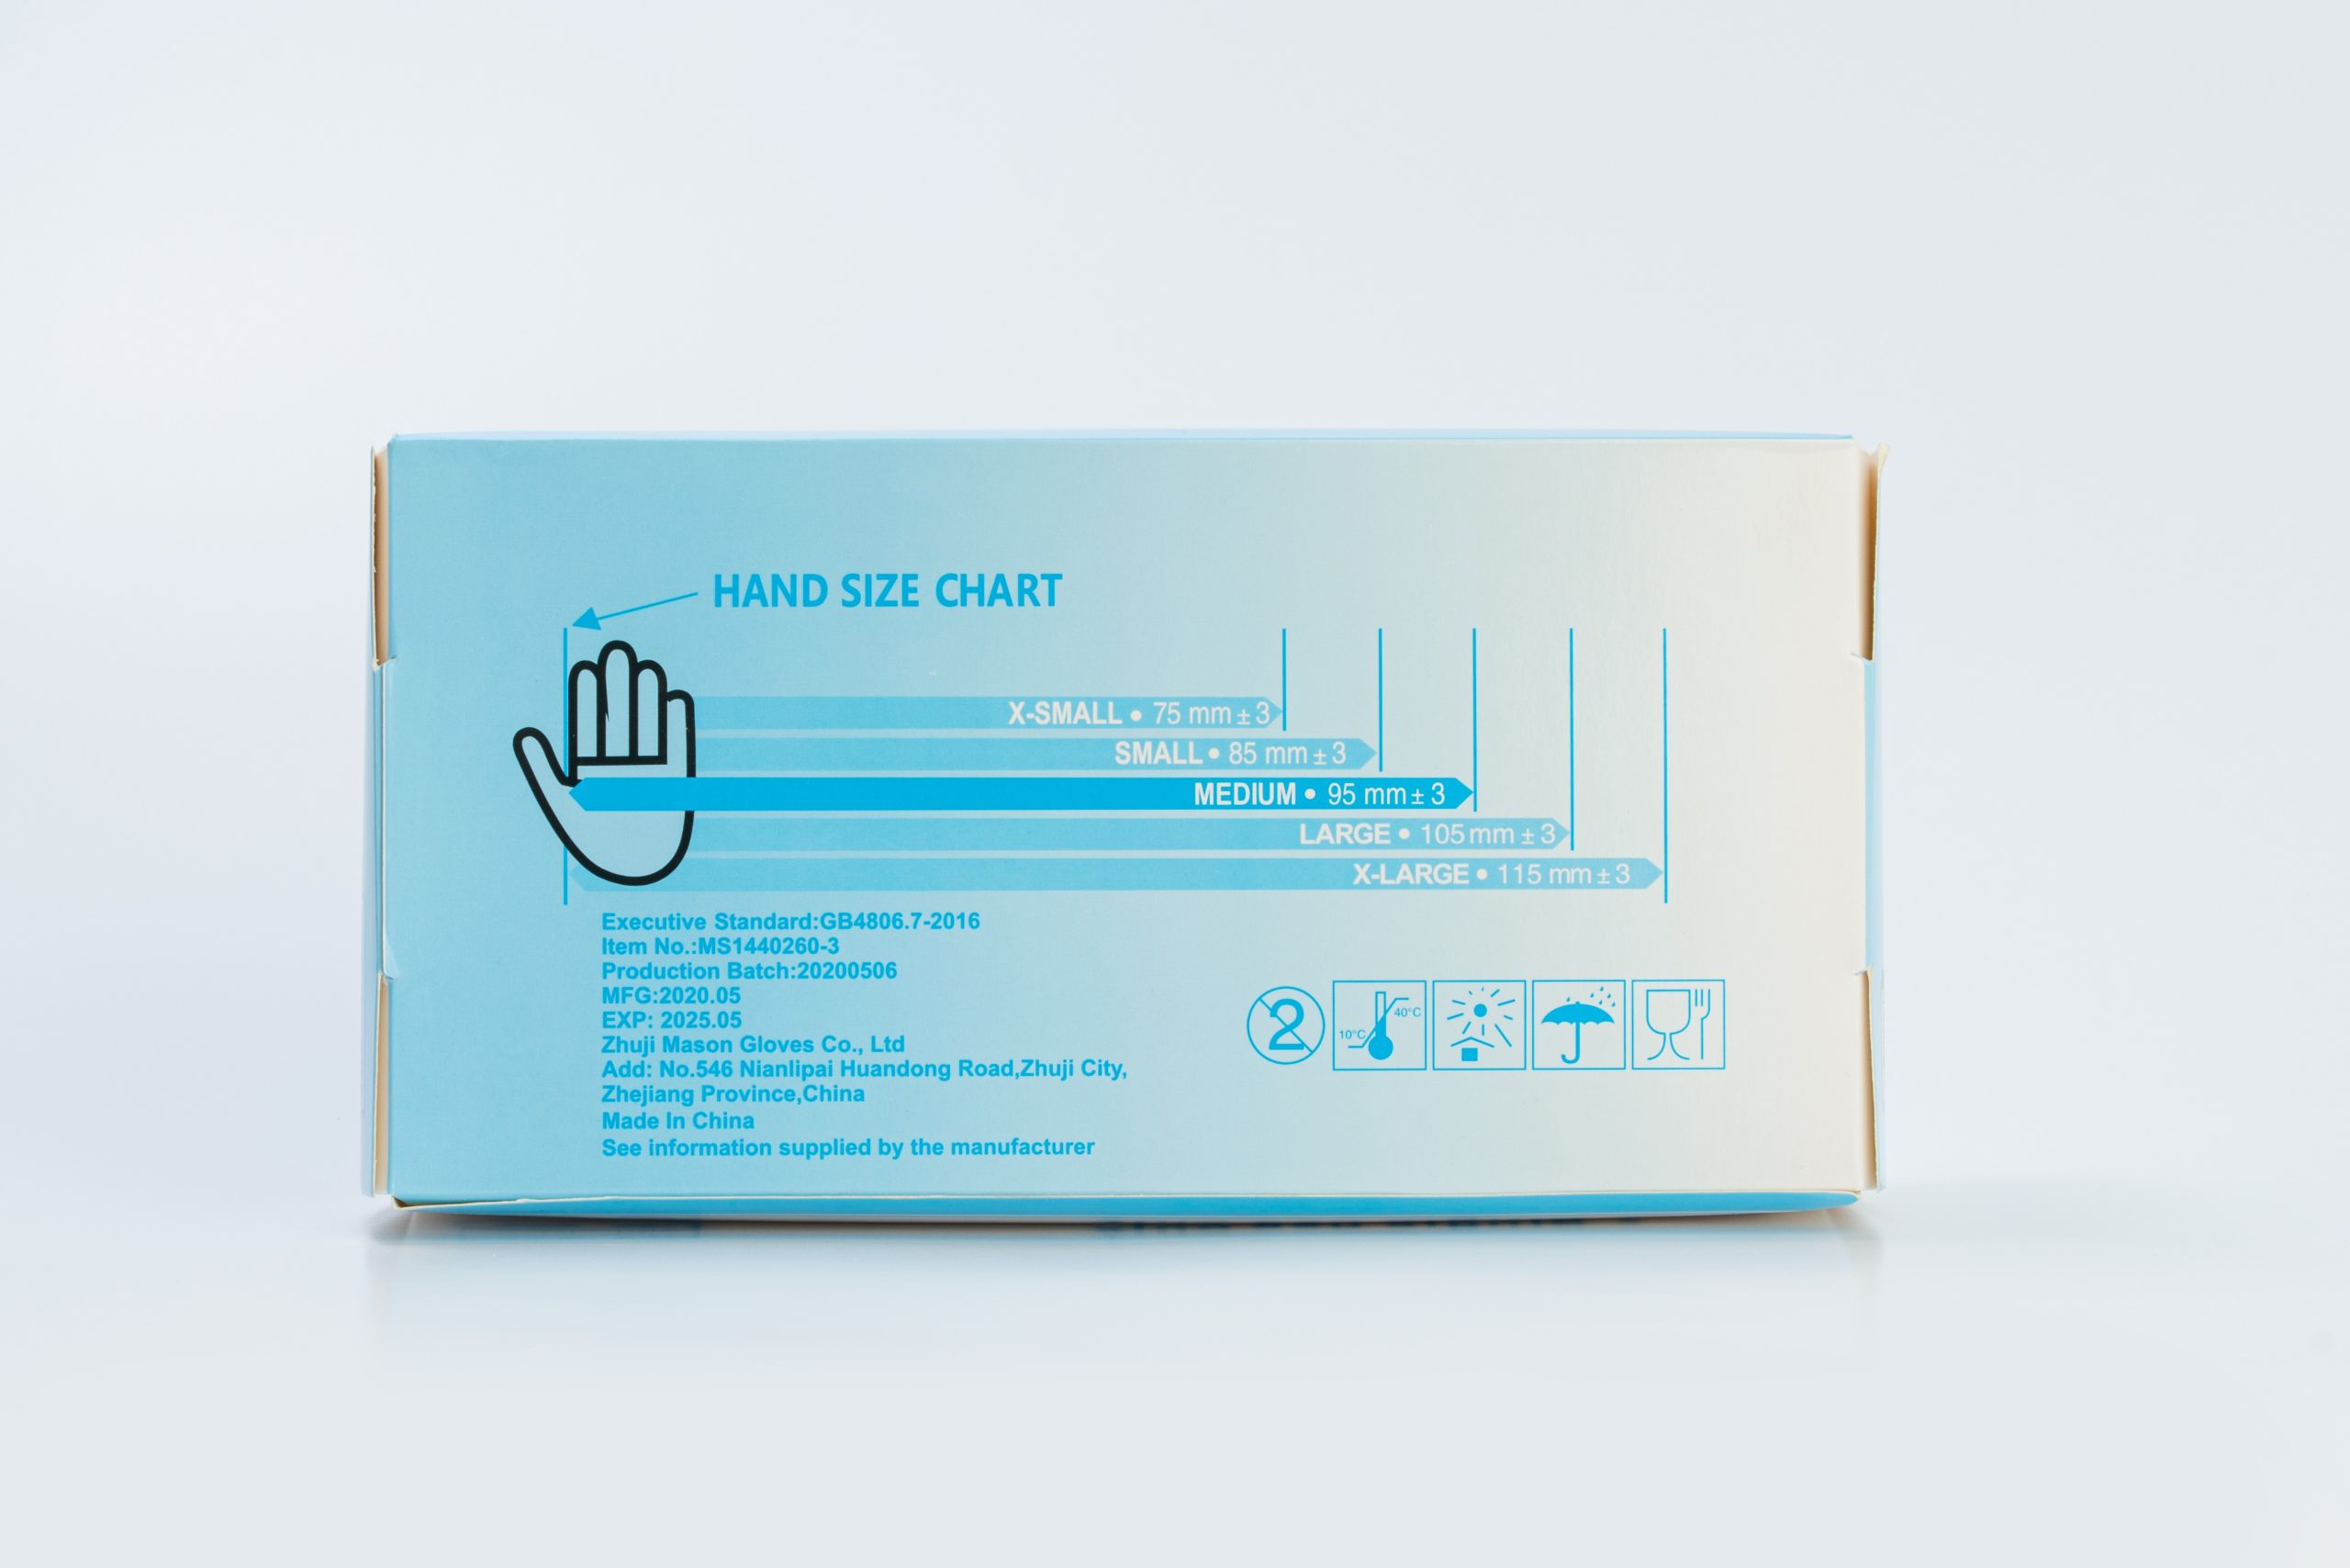 HAND SIZE CHART
X-SMALL • 75 mm ± 3
SMALL • 85 mm ± 3
MEDIUM • 95 mm ± 3
LARGE • 105 mm ± 3
X-LARGE • 115 mm ± 3
Executive Standard:GB4806.7-2016
Item No.:MS1440260-3
Production Batch:20200506
MFG:2020.05
EXP: 2025.05
Zhuji Mason Gloves Co., Ltd
Add: No.546 Nianlipai Huandong Road,Zhuji City,
Zhejiang Province,China
Made In China
See information supplied by the manufacturer
2
40°C
10°C